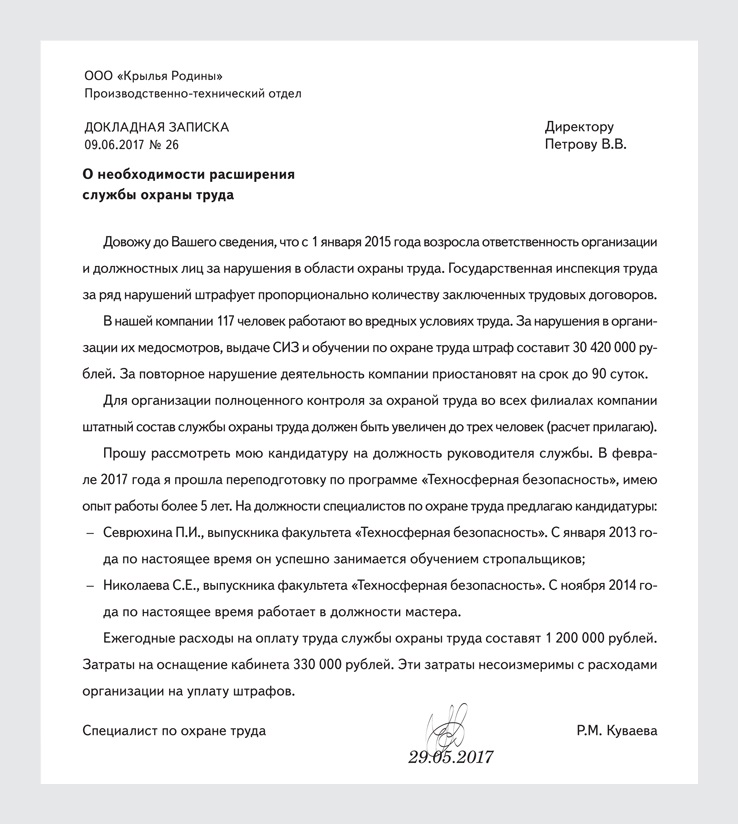 ООО «Крылья Родины»
Производственно-технический отдел
ДОКЛАДНАЯ ЗАПИСКА
09.06.2017 № 26
Директору
Петрову В.В.
О необходимости расширения
службы охраны труда
Довожу до Вашего сведения, что с 1 января 2015 года возросла ответственность организации
и должностных лиц за нарушения в области охраны труда. Государственная инспекция труда
за ряд нарушений штрафует пропорционально количеству заключенных трудовых договоров.
В нашей компании 117 человек работают во вредных условиях труда. За нарушения в органи-
зации их медосмотров, выдаче СИЗ и обучении по охране труда штраф составит 30 420 000 ру-
блей. За повторное нарушение деятельность компании приостановят на срок до 90 суток.
Для организации полноценного контроля за охраной труда во всех филиалах компании
штатный состав службы охраны труда должен быть увеличен до трех человек (расчет прилагаю).
Прошу рассмотреть мою кандидатуру на должность руководителя службы. В февра-
ле 2017 года я прошла переподготовку по программе «Техносферная безопасность», имею
опыт работы более 5 лет. На должности специалистов по охране труда предлагаю кандидатуры:
– Севрюхина П.И., выпускника факультета «Техносферная безопасность». С января 2013 го-
да по настоящее время он успешно занимается обучением стропальщиков;
– Николаева С.Е., выпускника факультета «Техносферная безопасность». С ноября 2014 го-
да по настоящее время работает в должности мастера.
Ежегодные расходы на оплату труда службы охраны труда составят 1 200 000 рублей.
Затраты на оснащение кабинета 330 000 рублей. Эти затраты несоизмеримы с расходами
организации на уплату штрафов.
Специалист по охране труда
Р.М. Куваева
29.05.2017